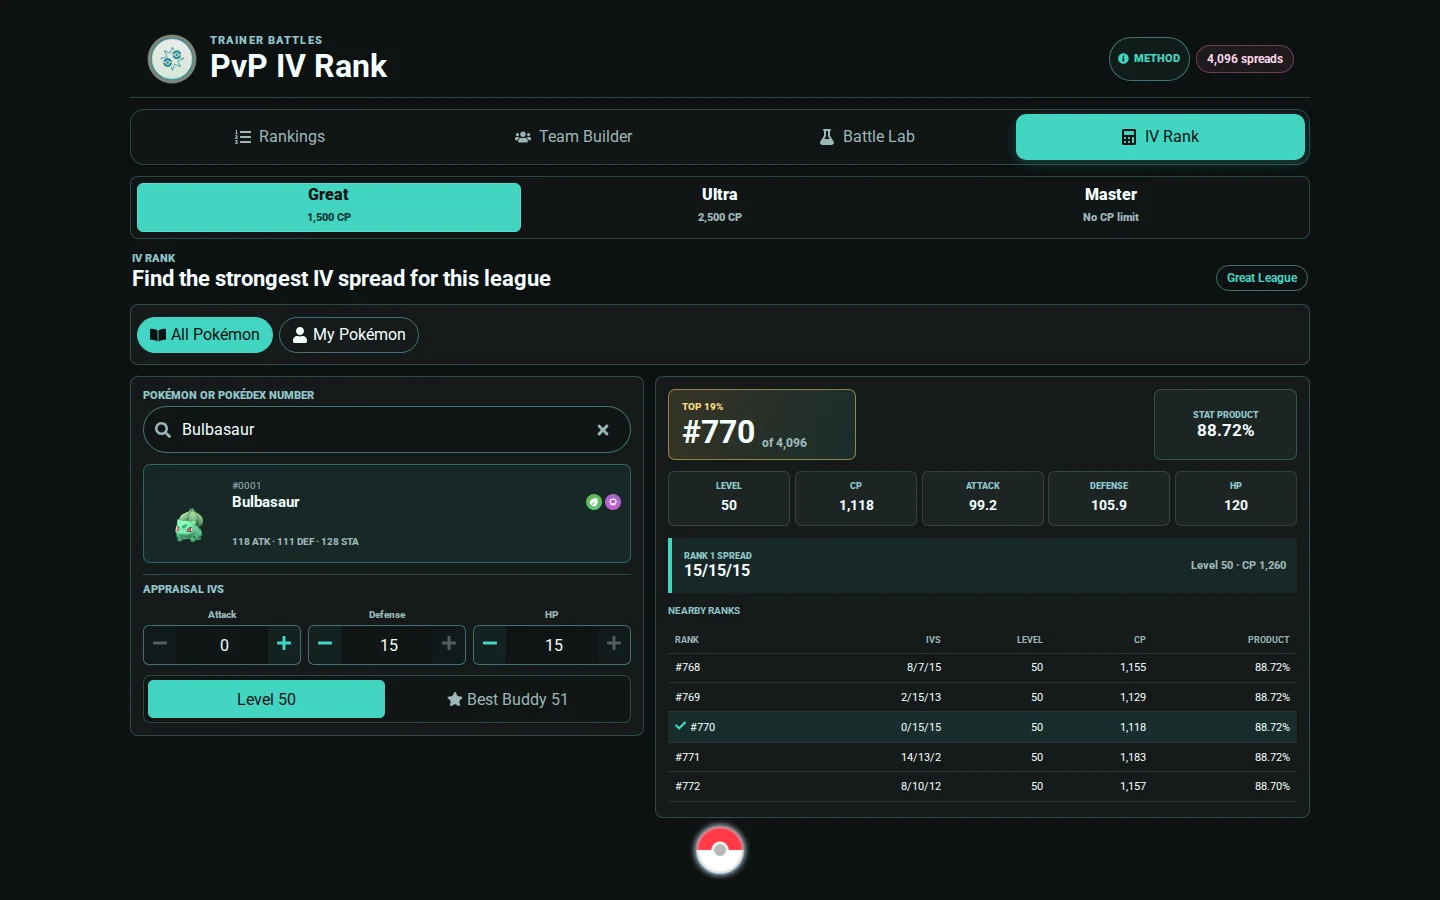 TRAINER BATTLES
PvP IV Rank
METHOD
4,096 spreads
Rankings
Team Builder
Battle Lab
IV Rank
Great
1,500 CP
Ultra
2,500 CP
Master
No CP limit
IV RANK
Find the strongest IV spread for this league
Great League
All Pokémon
My Pokémon
POKÉMON OR POKÉDEX NUMBER
Bulbasaur
#0001
Bulbasaur
118 ATK · 111 DEF · 128 STA
APPRAISAL IVS
Attack Defense HP
0 15 15
Level 50
Best Buddy 51
TOP 19%
#770 of 4,096
STAT PRODUCT
88.72%
LEVEL CP ATTACK DEFENSE HP
50 1,118 99.2 105.9 120
RANK 1 SPREAD
15/15/15
Level 50 · CP 1,260
NEARBY RANKS
RANK IVS LEVEL CP PRODUCT
#768 8/7/15 50 1,155 88.72%
#769 2/15/13 50 1,129 88.72%
#770 0/15/15 50 1,118 88.72%
#771 14/13/2 50 1,183 88.72%
#772 8/10/12 50 1,157 88.70%